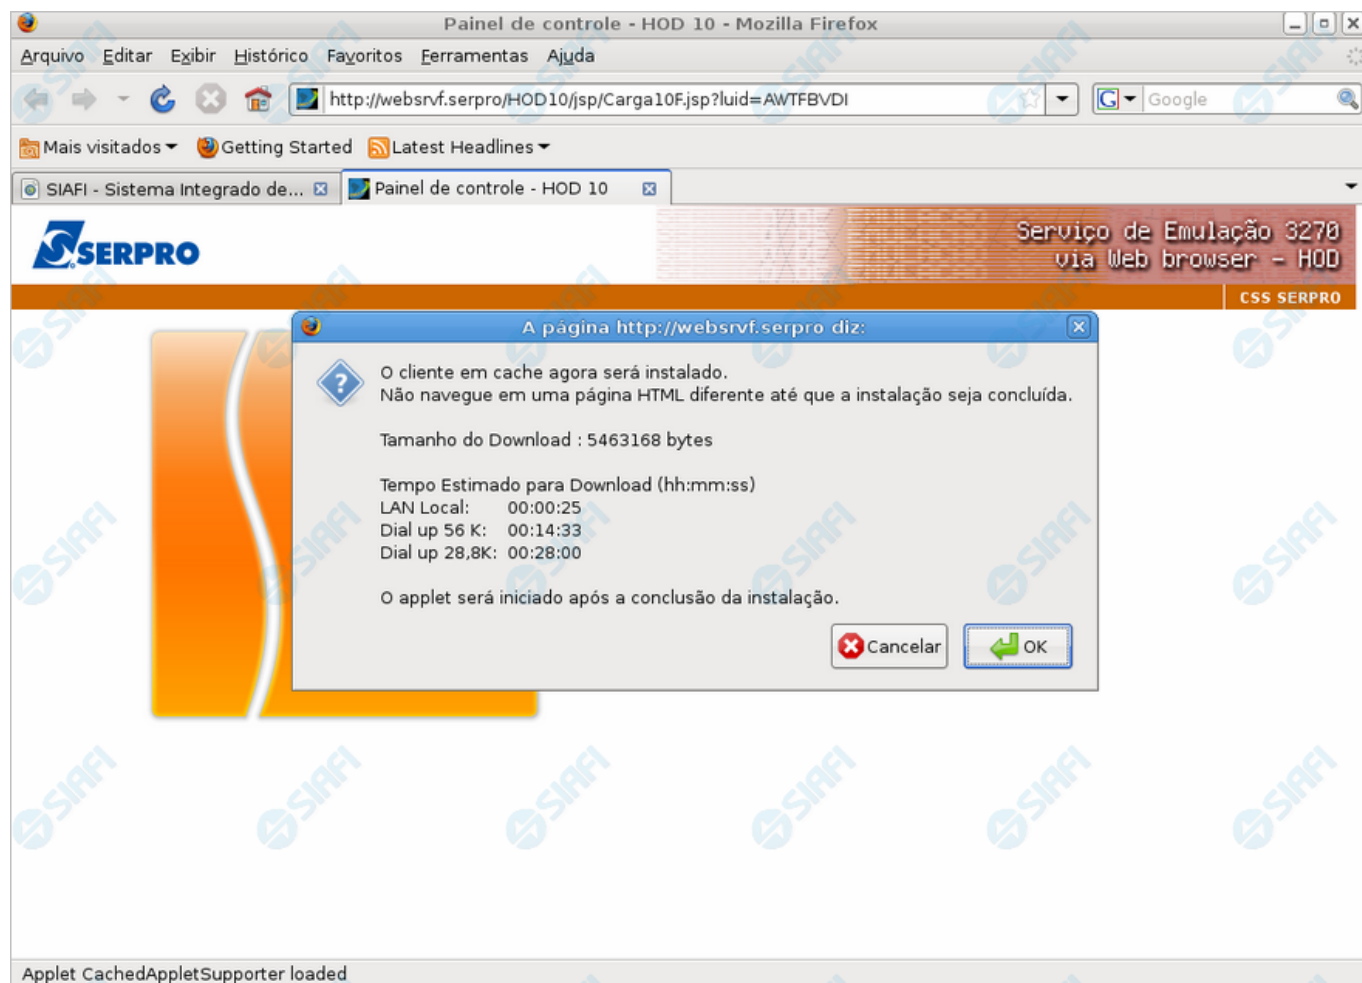 Painel de controle - HOD 10 - Mozilla Firefox
Arquivo Editar Exibir Histórico Favoritos Ferramentas Ajuda
http://websrvf.serpro/HOD10/jsp/Carga10F.jsp?luid=AWTFBVDI
G Google
Mais visitados Getting Started Latest Headlines
SIAFI - Sistema Integrado de... Painel de controle - HOD 10
SERPRO
Serviço de Emulação 3270
via Web browser - HOD
CSS SERPRO
A página http://websrvf.serpro diz:
O cliente em cache agora será instalado.
Não navegue em uma página HTML diferente até que a instalação seja concluída.
Tamanho do Download : 5463168 bytes
Tempo Estimado para Download (hh:mm:ss)
LAN Local: 00:00:25
Dial up 56 K: 00:14:33
Dial up 28,8K: 00:28:00
O applet será iniciado após a conclusão da instalação.
Cancelar OK
SIAFI
Applet CachedAppletSupporter loaded